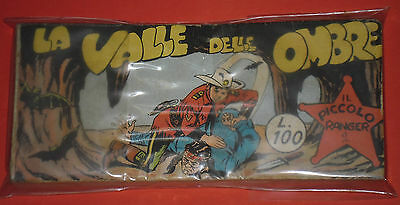 LA VALLE DELLE OMBRE
L.
100
IL
PICCOLO
RANGER